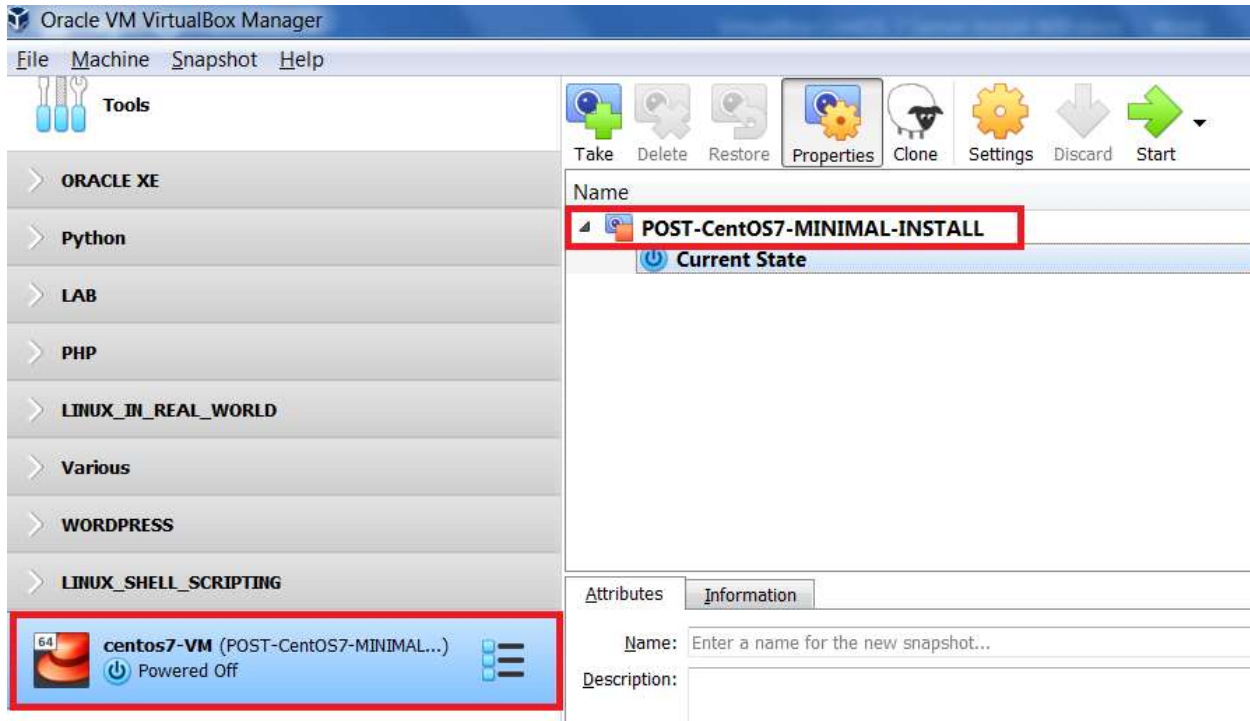 Oracle VM VirtualBox Manager
File Machine Snapshot Help
Tools
ORACLE XE
Python
LAB
PHP
LINUX_IN_REAL_WORLD
Various
WORDPRESS
LINUX_SHELL_SCRIPTING
64
centos7-VM (POST-CentOS7-MINIMAL...)
Powered Off
Take Delete Restore Properties Clone Settings Discard Start
Name
POST-CentOS7-MINIMAL-INSTALL
Current State
Attributes Information
Name: Enter a name for the new snapshot...
Description: